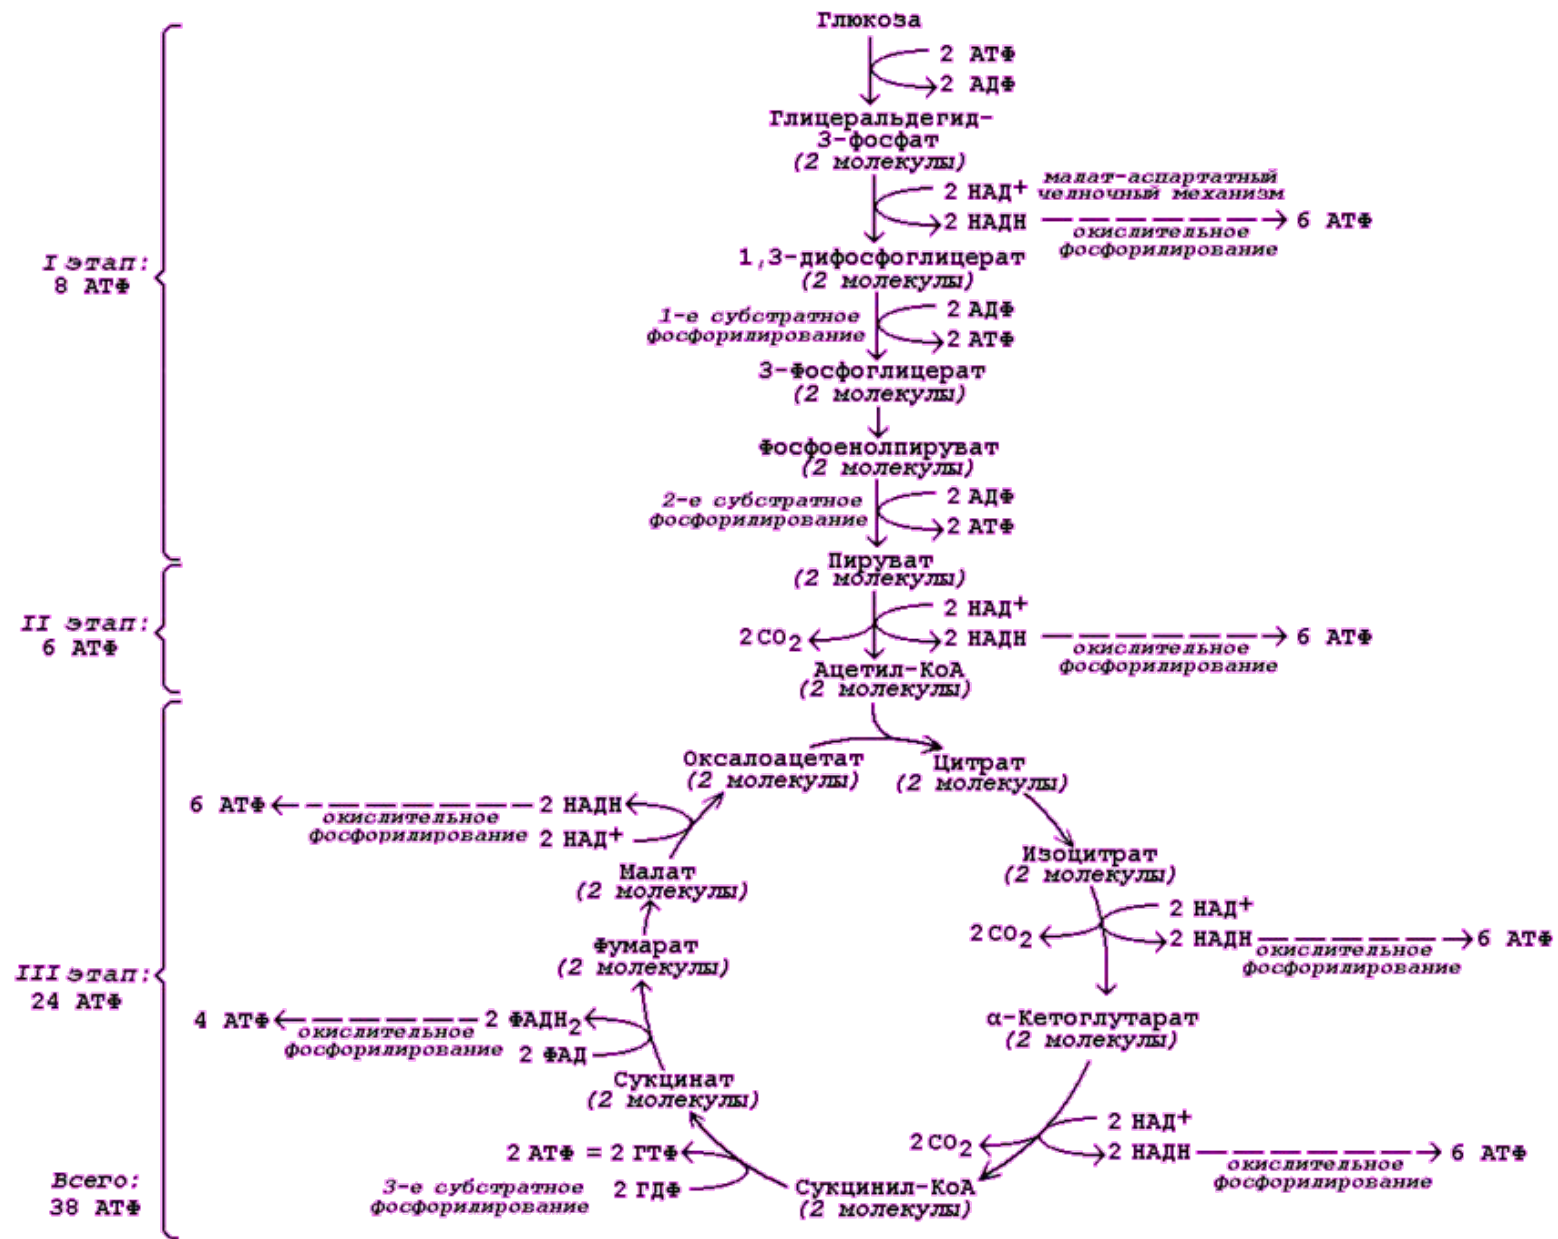 Глюкоза
2 АТФ
2 АДФ
Глицеральдегид-
3-фосфат
(2 молекулы)
2 НАД+
малат-аспартатный
челночный механизм
2 НАДН
6 АТФ
окислительное
фосфорилирование
I этап:
8 АТФ
1,3-дифосфоглицерат
(2 молекулы)
1-е субстратное
фосфорилирование
2 АДФ
2 АТФ
3-Фосфоглицерат
(2 молекулы)
Фосфоенолпируват
(2 молекулы)
2-е субстратное
фосфорилирование
2 АДФ
2 АТФ
Пируват
(2 молекулы)
II этап:
6 АТФ
2 НАД+
2CO2
2 НАДН
6 АТФ
окислительное
фосфорилирование
Ацетил-КоА
(2 молекулы)
Оксалоацетат
(2 молекулы)
Цитрат
(2 молекулы)
6 АТФ
2 НАДН
окислительное
фосфорилирование
2 НАД+
Малат
(2 молекулы)
Изоцитрат
(2 молекулы)
2 НАД+
2CO2
2 НАДН
6 АТФ
окислительное
фосфорилирование
Фумарат
(2 молекулы)
III этап:
24 АТФ
4 АТФ
2 ФАДН2
окислительное
фосфорилирование
2 ФАД
α-Кетоглутарат
(2 молекулы)
Сукцинат
(2 молекулы)
2 НАД+
2CO2
2 НАДН
6 АТФ
окислительное
фосфорилирование
2 АТФ = 2 ГТФ
3-е субстратное
фосфорилирование
2 ГДФ
Сукцинил-КоА
(2 молекулы)
Всего:
38 АТФ